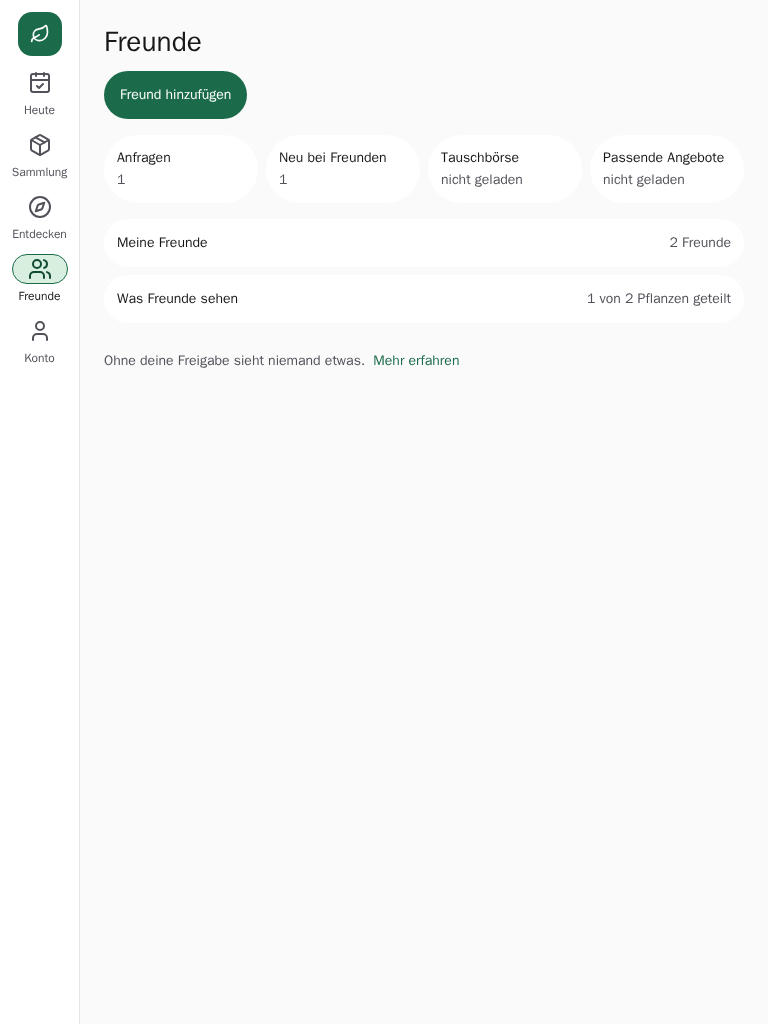 Heute
Sammlung
Entdecken
Freunde
Konto
Freunde
Freund hinzufügen
Anfragen
1
Neu bei Freunden
1
Tauschbörse
nicht geladen
Passende Angebote
nicht geladen
Meine Freunde 2 Freunde
Was Freunde sehen 1 von 2 Pflanzen geteilt
Ohne deine Freigabe sieht niemand etwas. Mehr erfahren